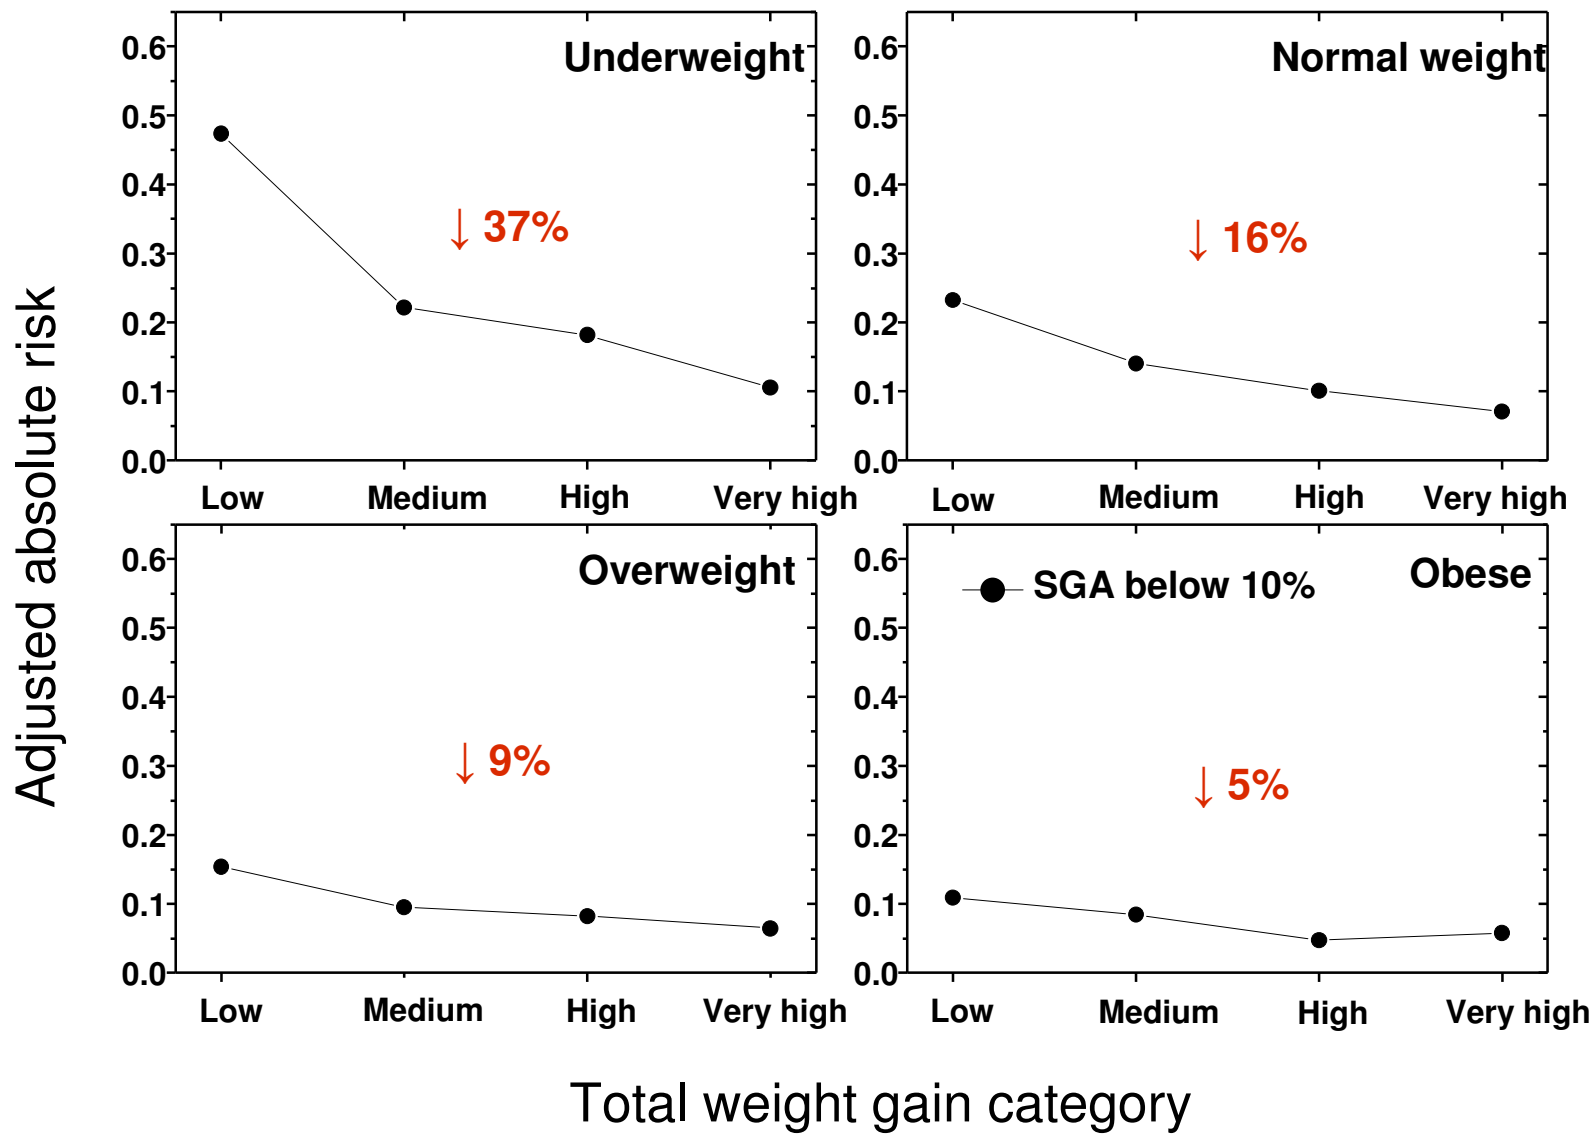 Adjusted absolute risk
Underweight
0.6
0.5
0.4
0.3
0.2
0.1
0.0
↓ 37%
Low Medium High Very high
Normal weight
0.6
0.5
0.4
0.3
0.2
0.1
0.0
↓ 16%
Low Medium High Very high
Overweight
0.6
0.5
0.4
0.3
0.2
0.1
0.0
↓ 9%
Low Medium High Very high
SGA below 10%
Obese
0.6
0.5
0.4
0.3
0.2
0.1
0.0
↓ 5%
Low Medium High Very high
Total weight gain category